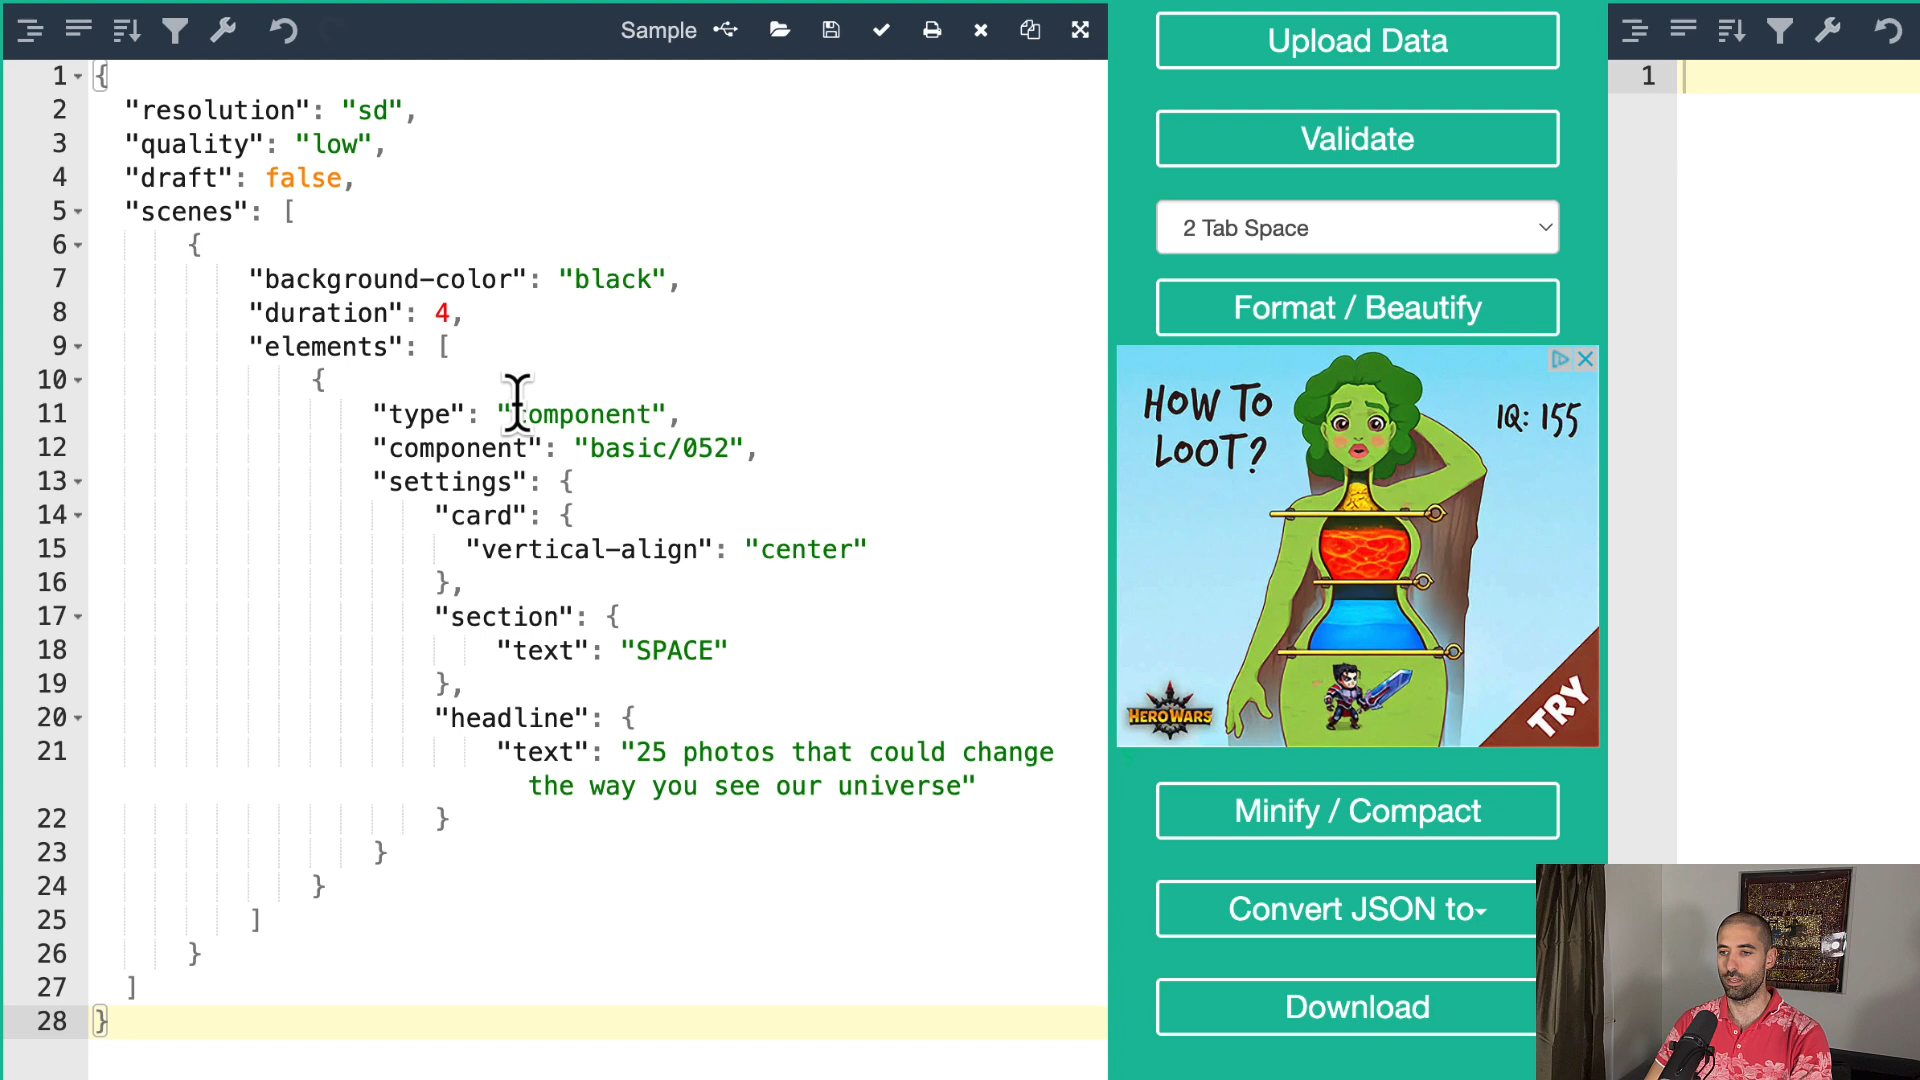 Sample
1 {
2 "resolution": "sd",
3 "quality": "low",
4 "draft": false,
5 "scenes": [
6 {
7 "background-color": "black",
8 "duration": 4,
9 "elements": [
10 {
11 "type": "component",
12 "component": "basic/052",
13 "settings": {
14 "card": {
15 "vertical-align": "center"
16 },
17 "section": {
18 "text": "SPACE"
19 },
20 "headline": {
21 "text": "25 photos that could change
the way you see our universe"
22 }
23 }
24 }
25 ]
26 }
27 ]
28 }
Upload Data
Validate
2 Tab Space
Format / Beautify
HOW TO
LOOT?
IQ: 155
HERO WARS
TRY
Minify / Compact
Convert JSON to
Download
1